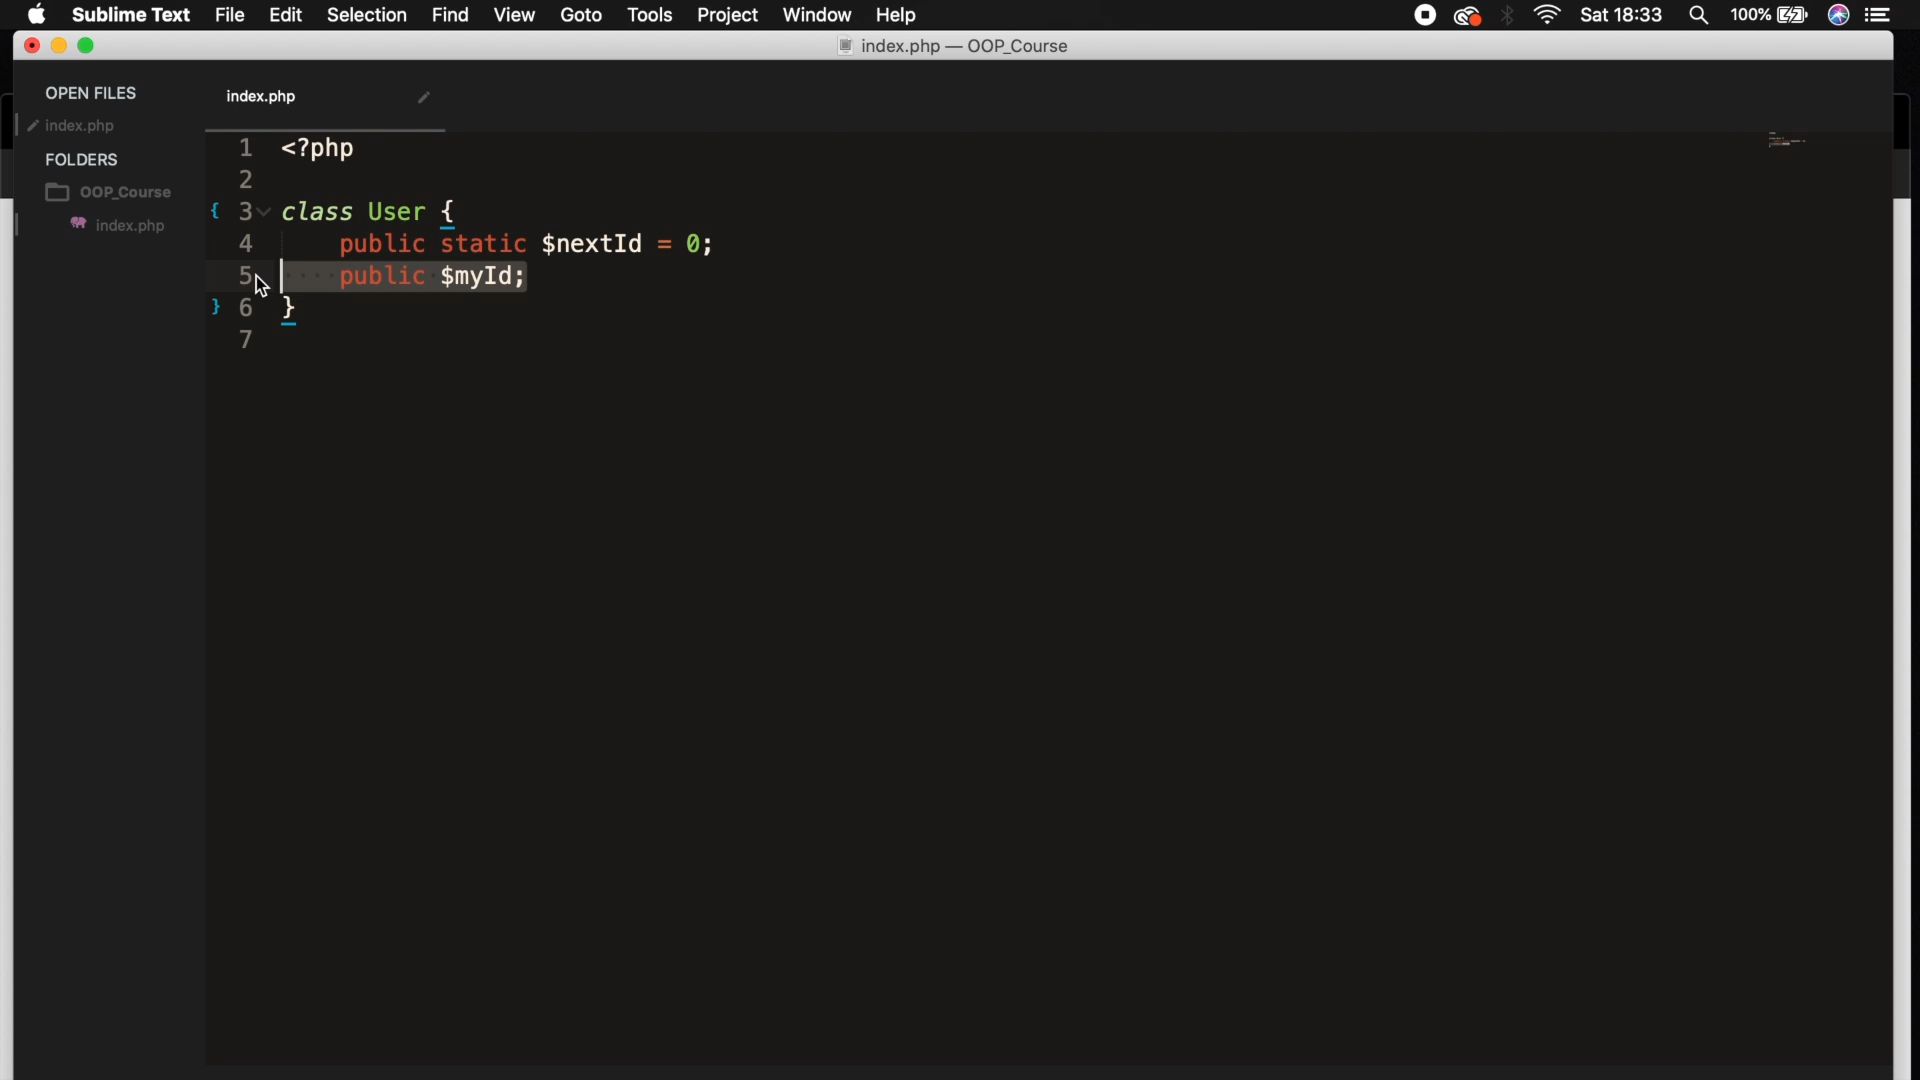 Sublime Text File Edit Selection Find View Goto Tools Project Window Help Sat 18:33 100%
index.php — OOP_Course
OPEN FILES
index.php
FOLDERS
OOP_Course
index.php
index.php
1 <?php
2
{ 3 class User {
4 public static $nextId = 0;
5 public $myId;
} 6 }
7